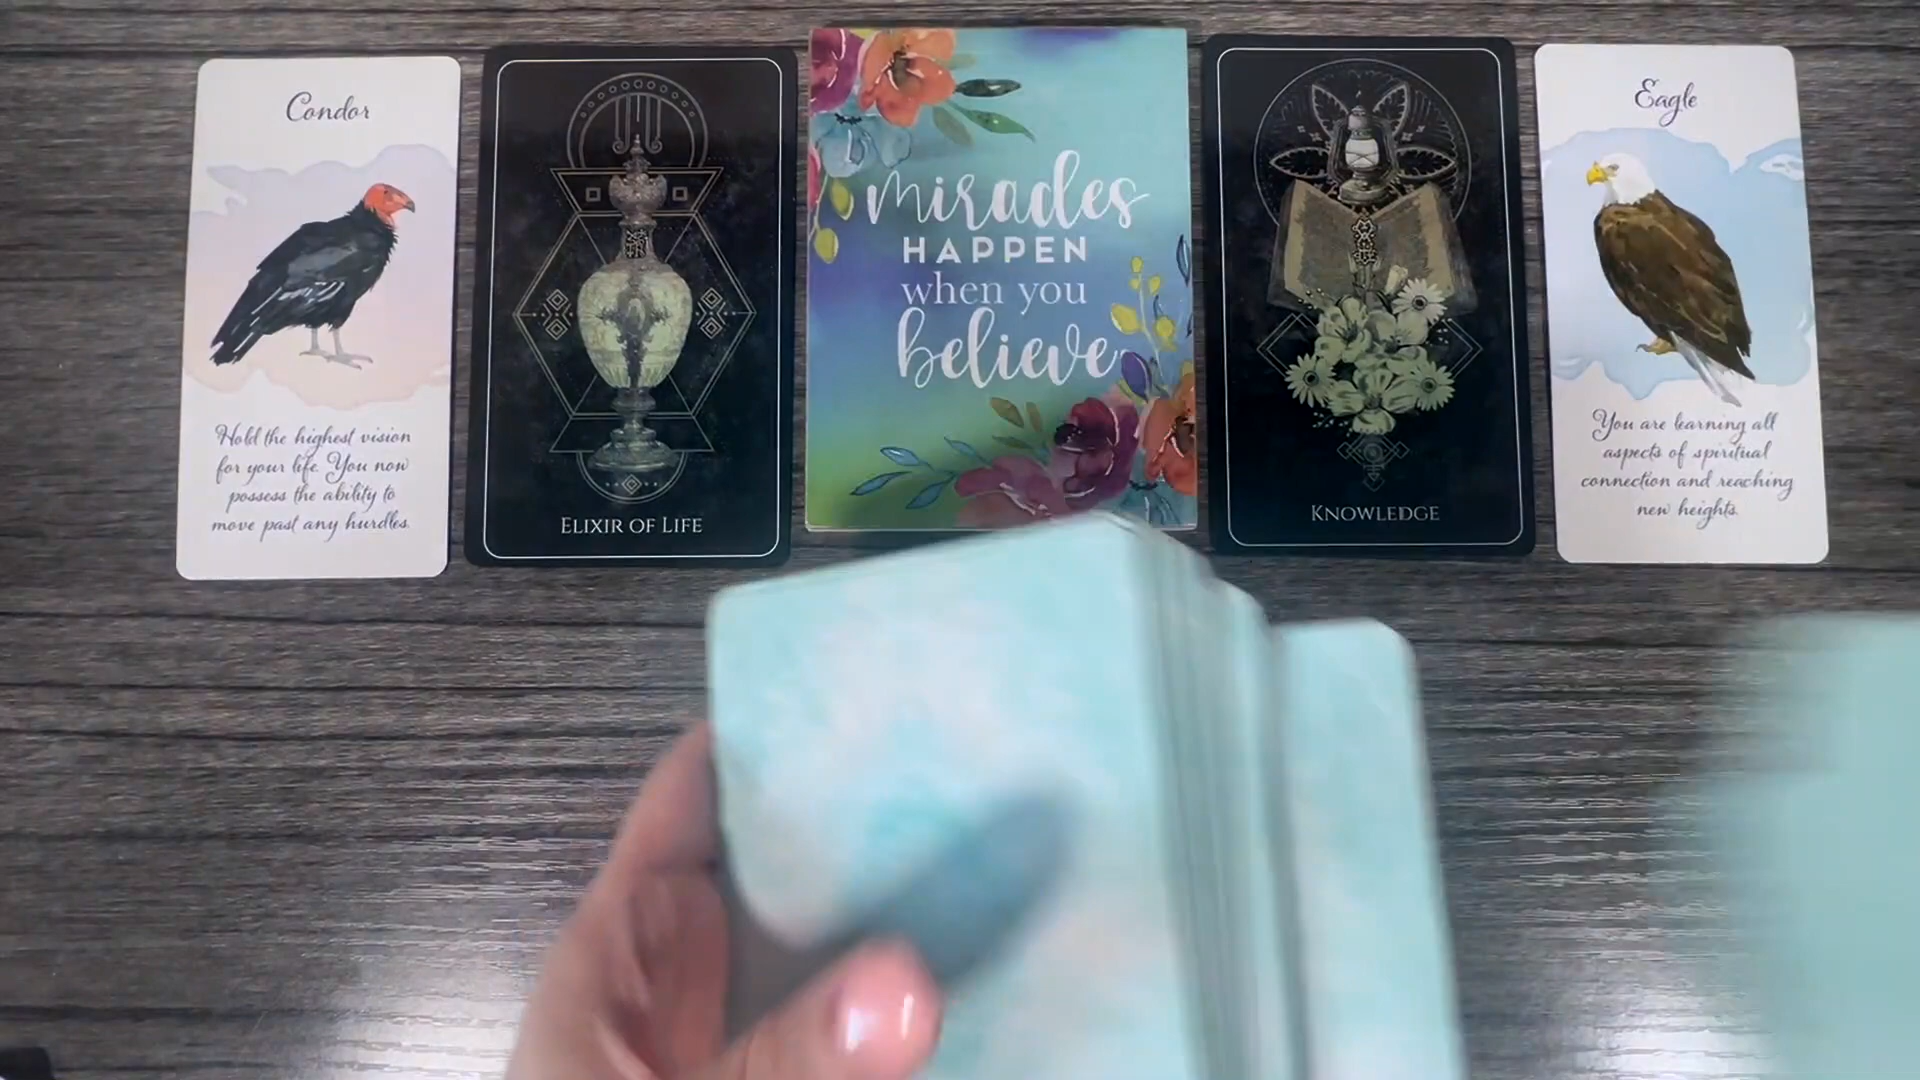 Condor
Hold the highest vision
for your life. You now
possess the ability to
move past any hurdles.
ELIXIR OF LIFE
miracles
HAPPEN
when you
believe
KNOWLEDGE
Eagle
You are learning all
aspects of spiritual
connection and reaching
new heights.